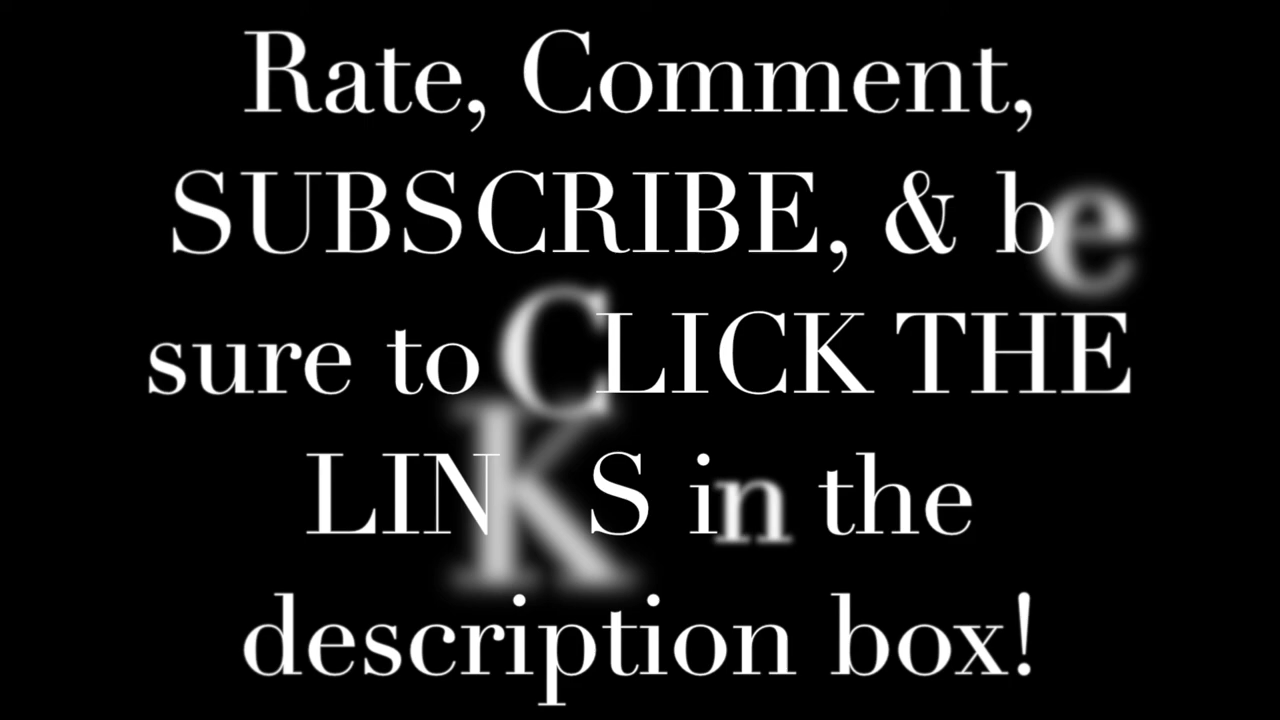 Rate, Comment,
SUBSCRIBE, & be
sure to CLICK THE
LINKS in the
description box!